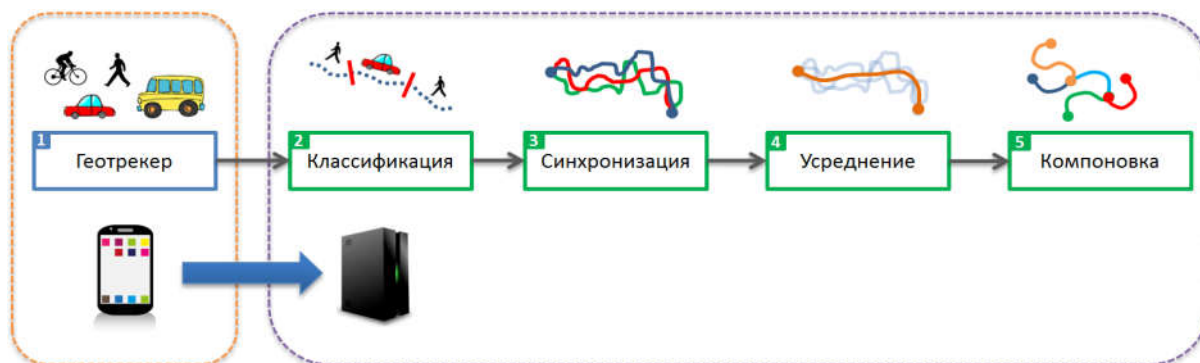 1
Геотрекер
2
Классификация
3
Синхронизация
4
Усреднение
5
Компоновка